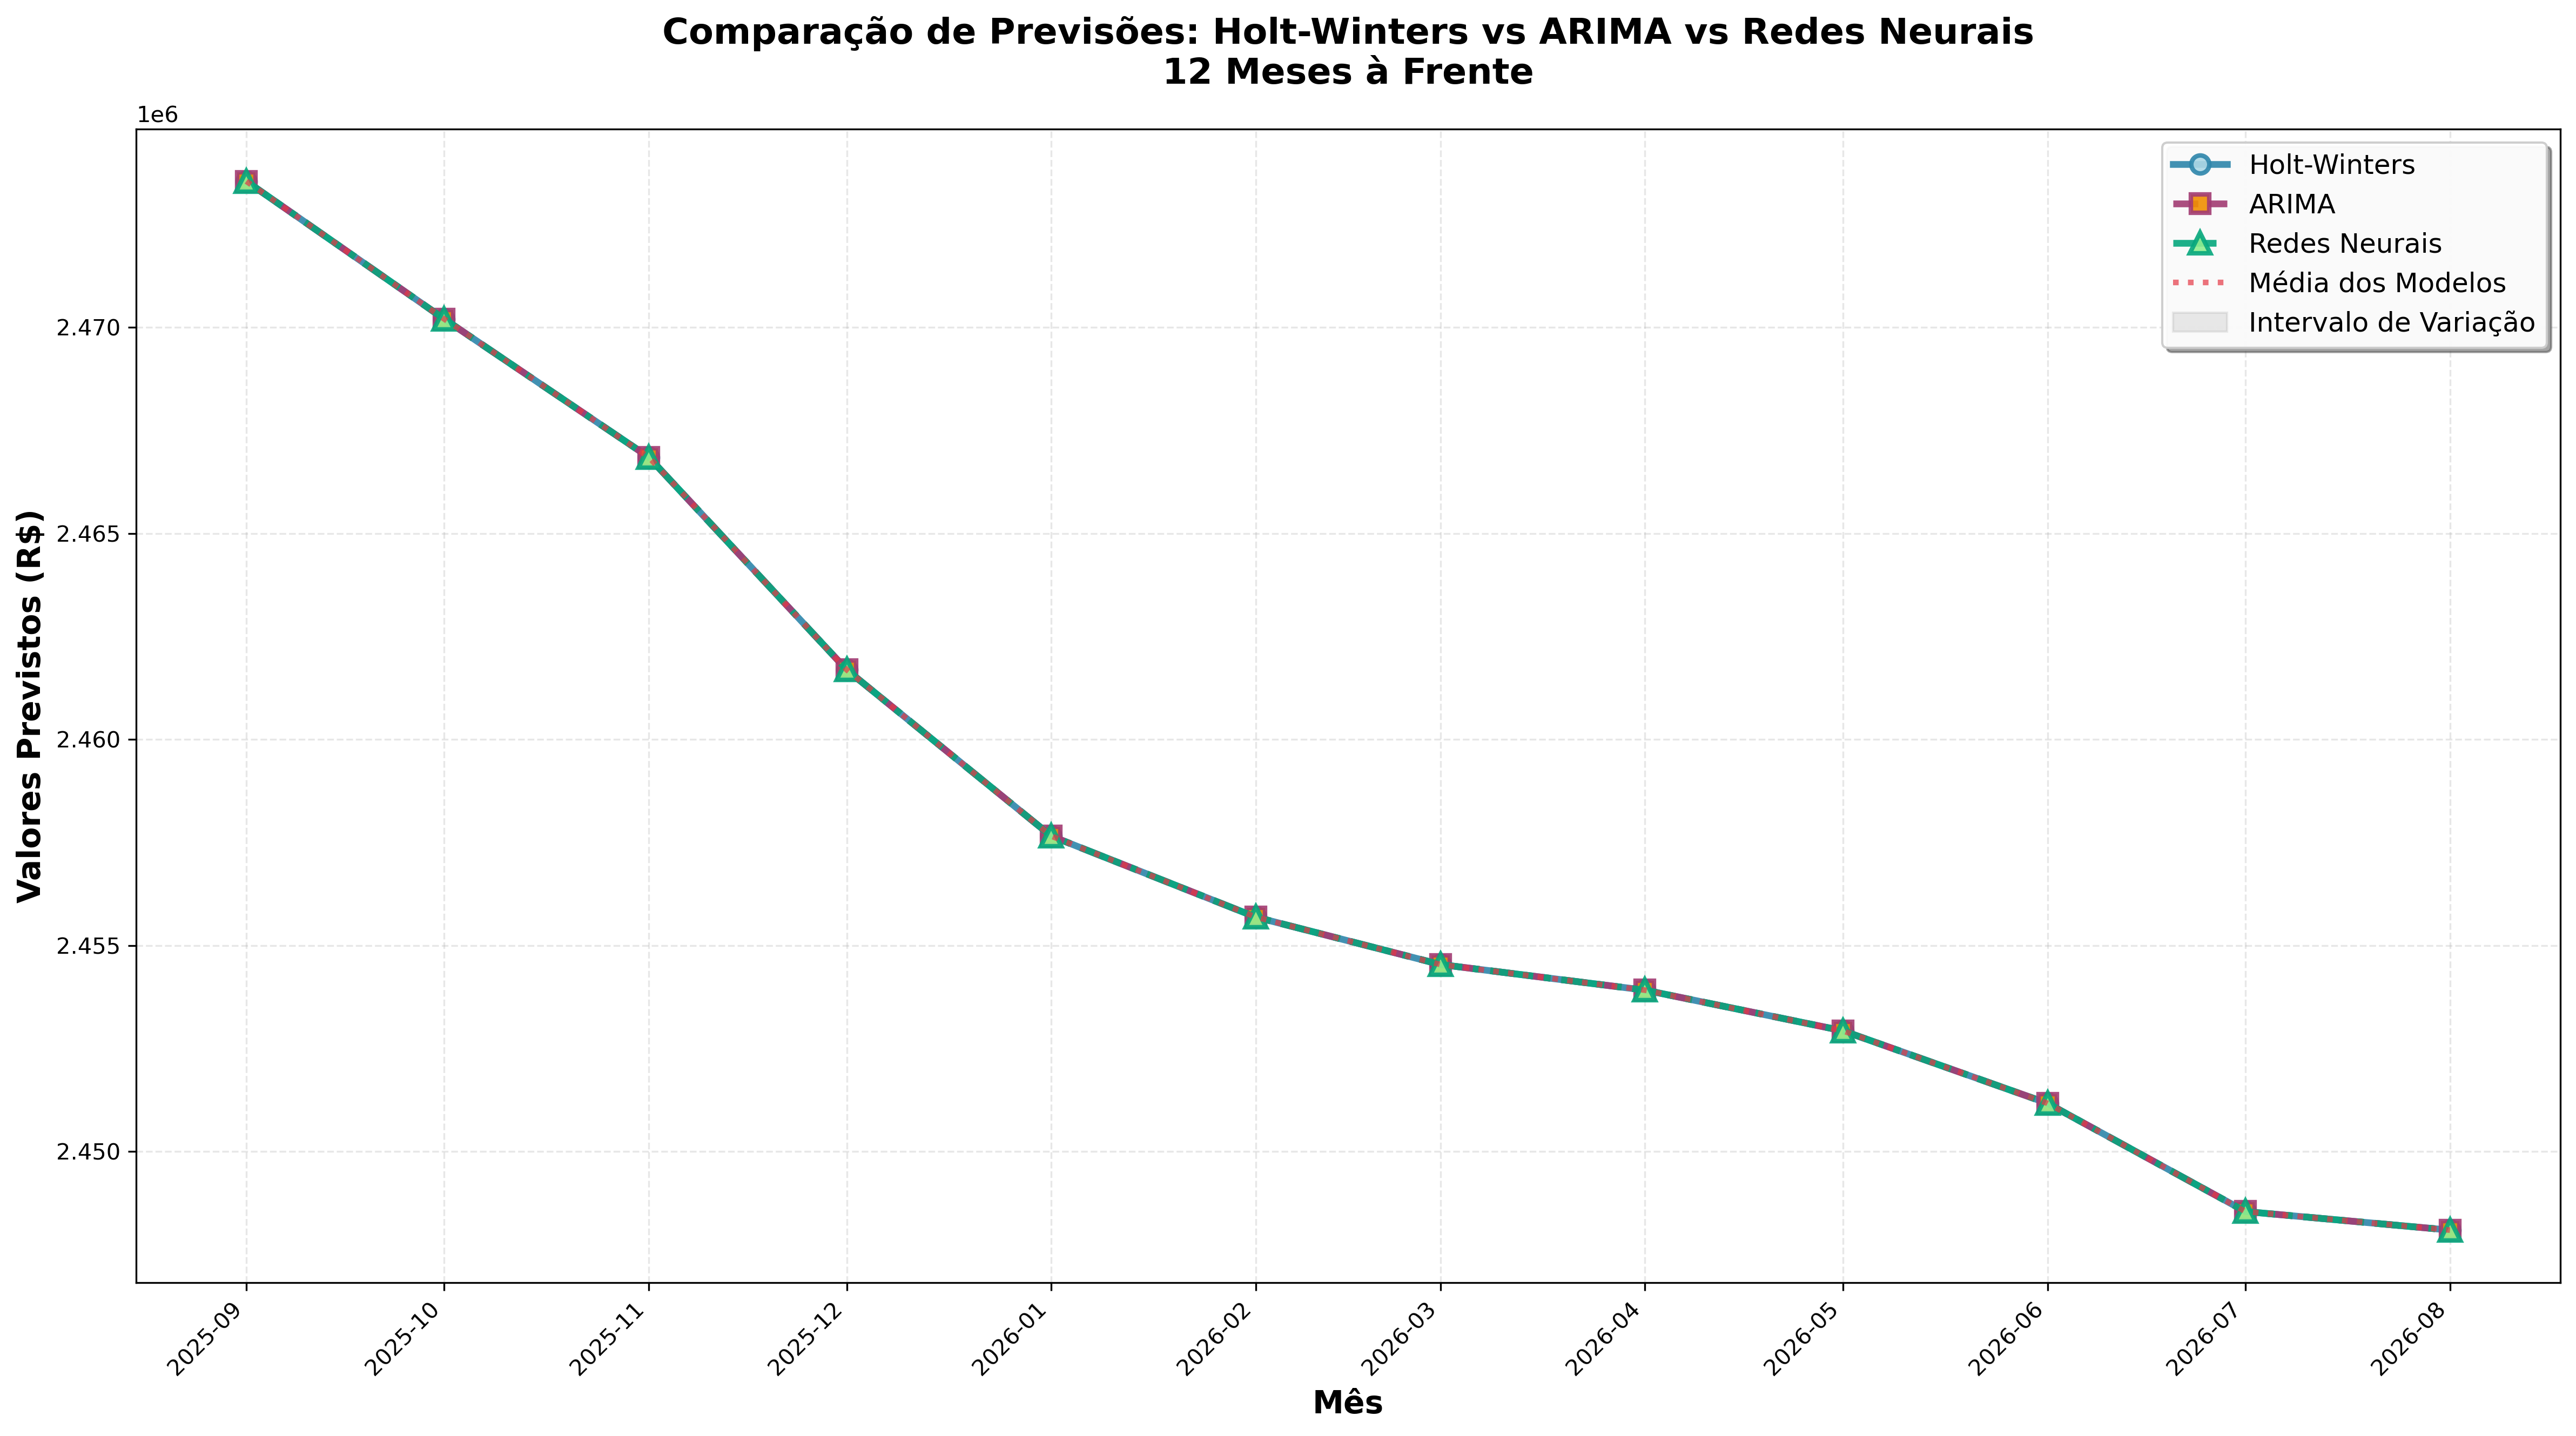 Comparação de Previsões: Holt-Winters vs ARIMA vs Redes Neurais
12 Meses à Frente
1e6
Holt-Winters
ARIMA
Redes Neurais
Média dos Modelos
Intervalo de Variação
Valores Previstos (R$)
2.470
2.465
2.460
2.455
2.450
2025-09
2025-10
2025-11
2025-12
2026-01
2026-02
2026-03
2026-04
2026-05
2026-06
2026-07
2026-08
Mês